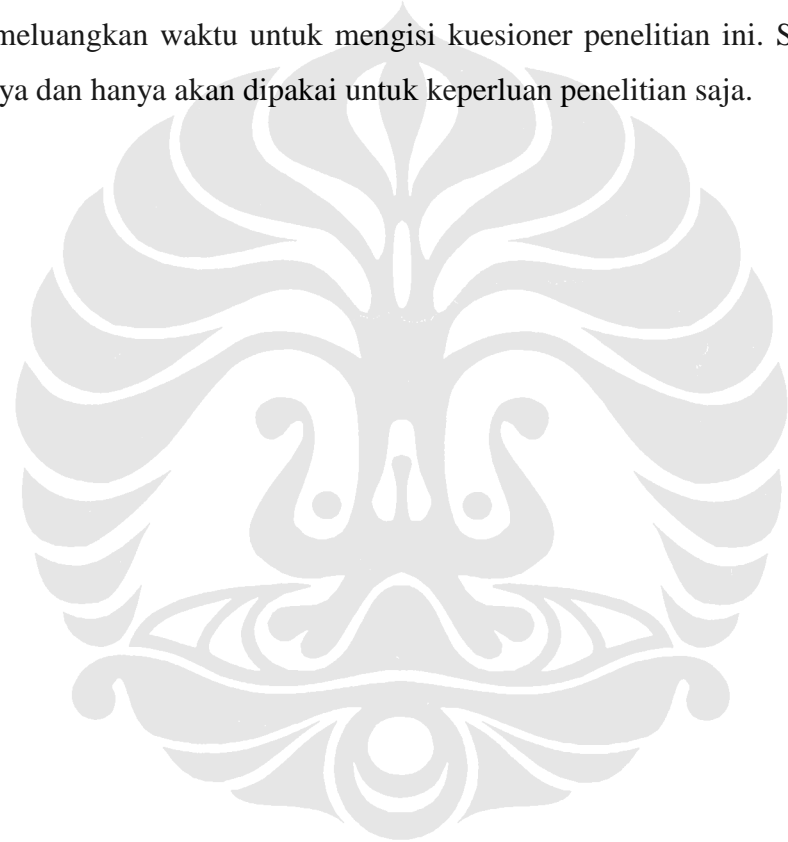 meluangkan waktu untuk mengisi kuesioner penelitian ini. S
ya dan hanya akan dipakai untuk keperluan penelitian saja.